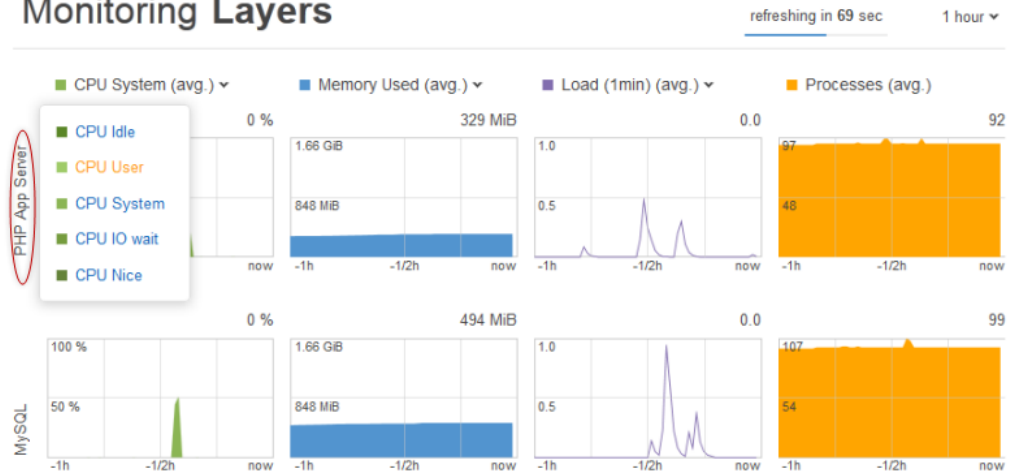 Monitoring Layers
refreshing in 69 sec
1 hour
CPU System (avg.)
Memory Used (avg.)
Load (1min) (avg.)
Processes (avg.)
PHP App Server
CPU Idle
CPU User
CPU System
CPU IO wait
CPU Nice
0 %
now
329 MiB
1.66 GiB
848 MiB
-1h -1/2h now
0.0
1.0
0.5
-1h -1/2h now
92
97
48
-1h -1/2h now
MySQL
0 %
100 %
50 %
-1h -1/2h now
494 MiB
1.66 GiB
848 MiB
-1h -1/2h now
0.0
1.0
0.5
-1h -1/2h now
99
107
54
-1h -1/2h now